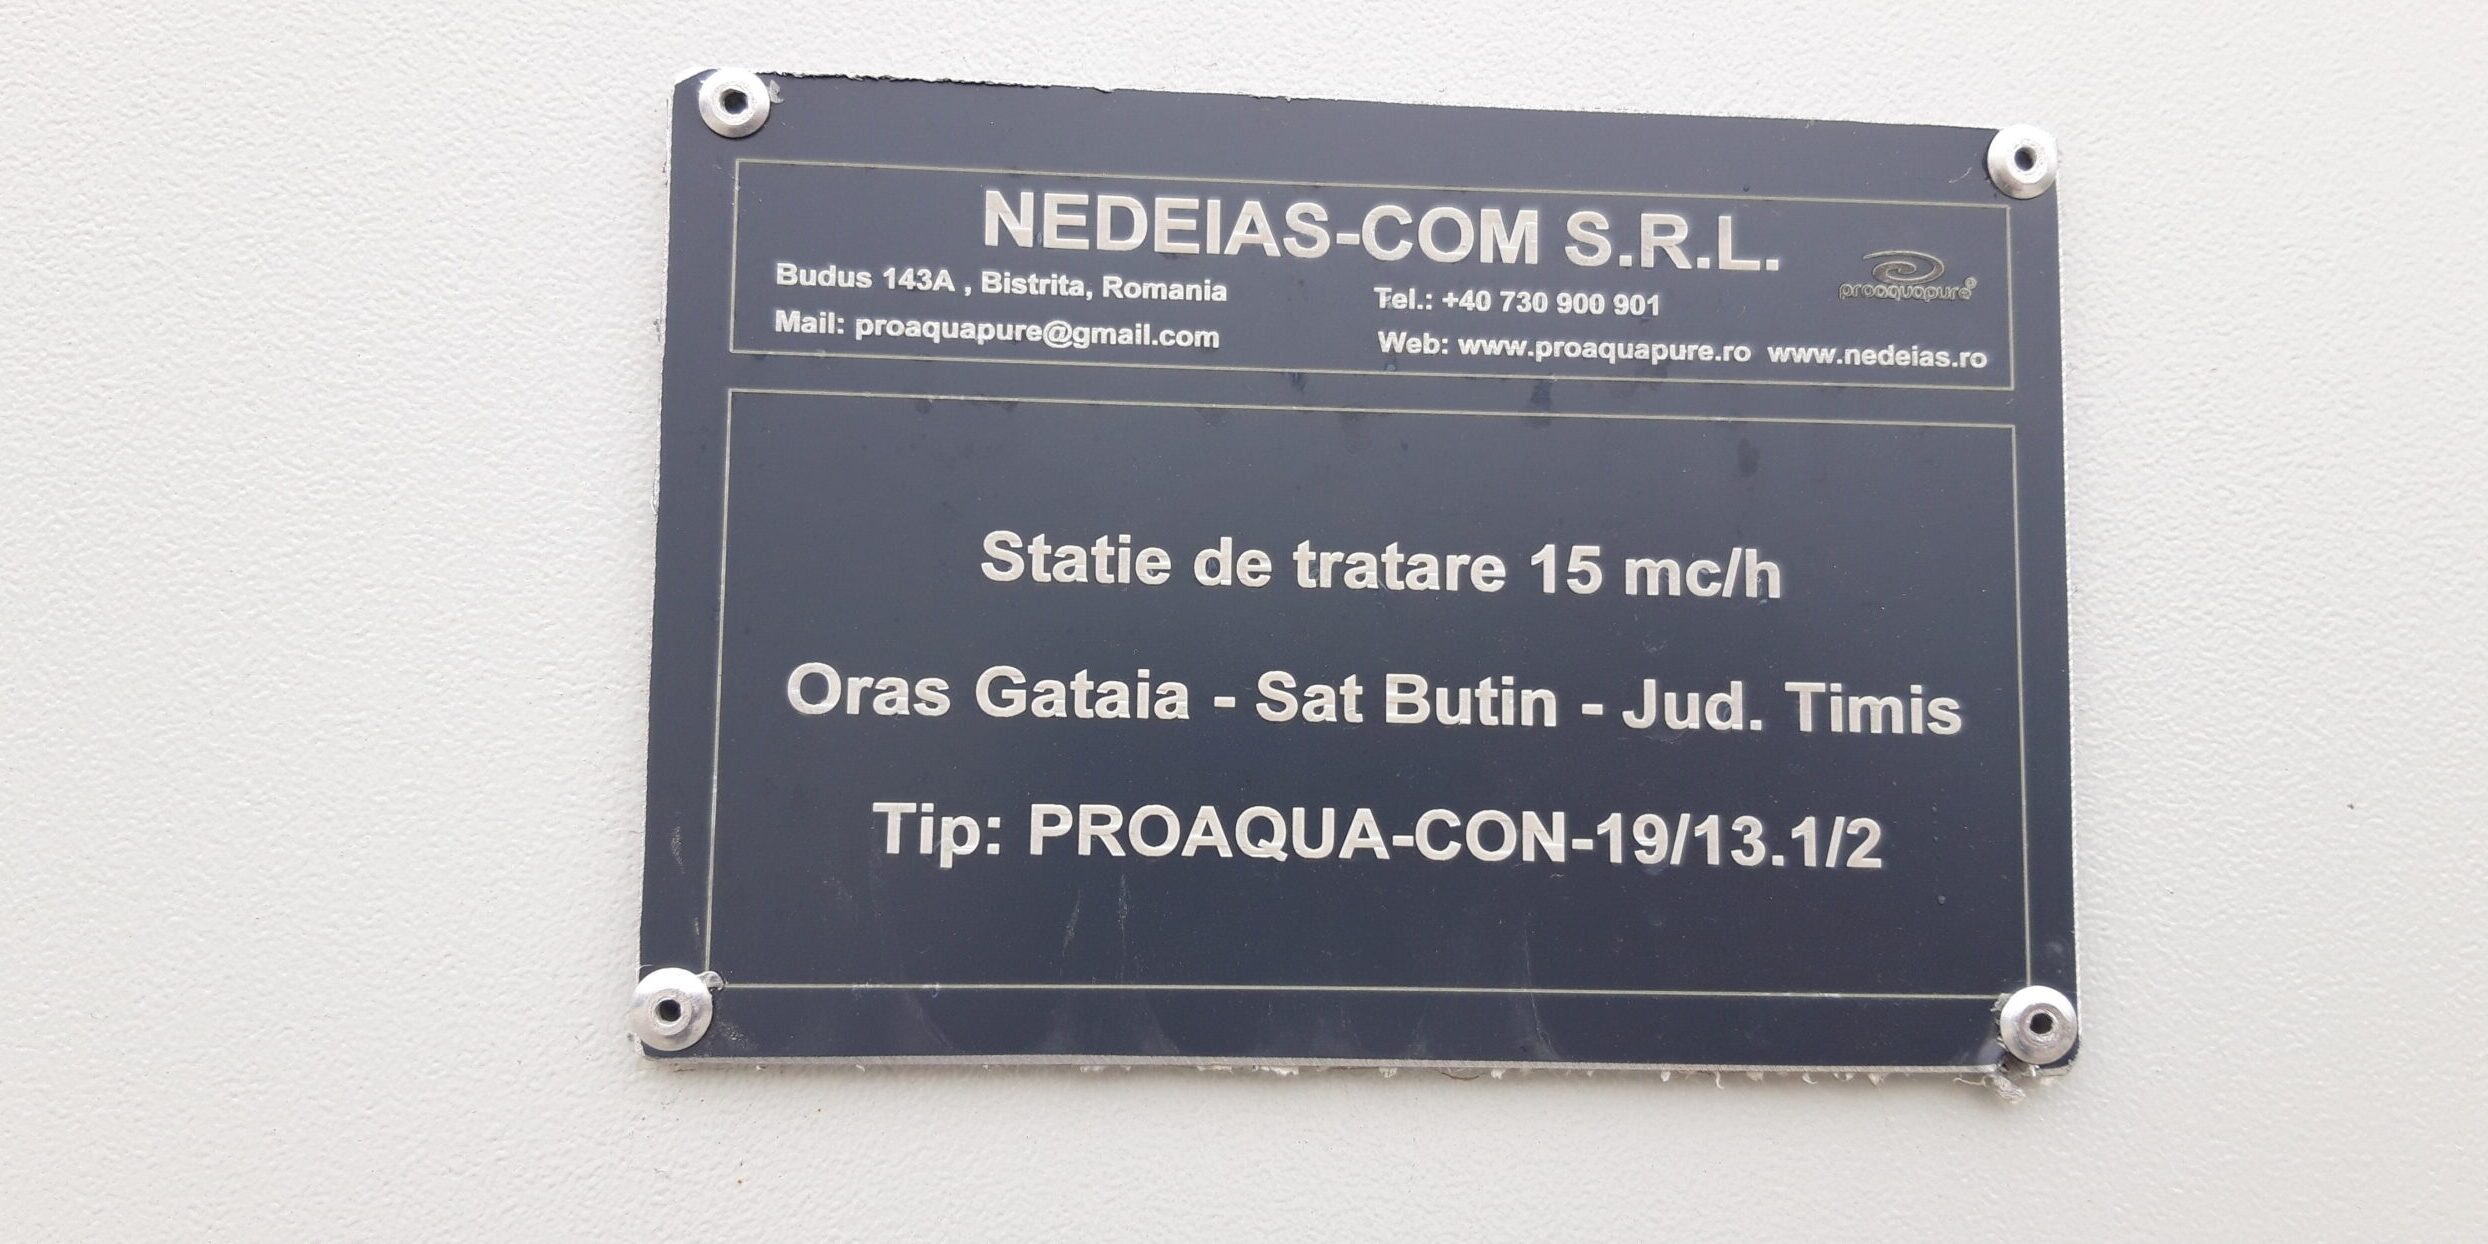 NEDEIAS-COM S.R.L.
Budus 143A , Bistrita, Romania
Mail: proaquapure@gmail.com
Tel.: +40 730 900 901
Web: www.proaquapure.ro www.nedeias.ro
proaquapure®
Statie de tratare 15 mc/h
Oras Gataia - Sat Butin - Jud. Timis
Tip: PROAQUA-CON-19/13.1/2